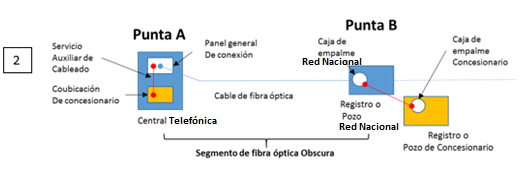 2
Punta A
Servicio
Auxiliar de
Cableado
Panel general
De conexión
Coubicación
De concesionario
Central Telefónica
Cable de fibra óptica
Punta B
Caja de
empalme
Red Nacional
Caja de
empalme
Concesionario
Registro o
Pozo
Red Nacional
Registro o
Pozo de Concesionario
Segmento de fibra óptica Obscura